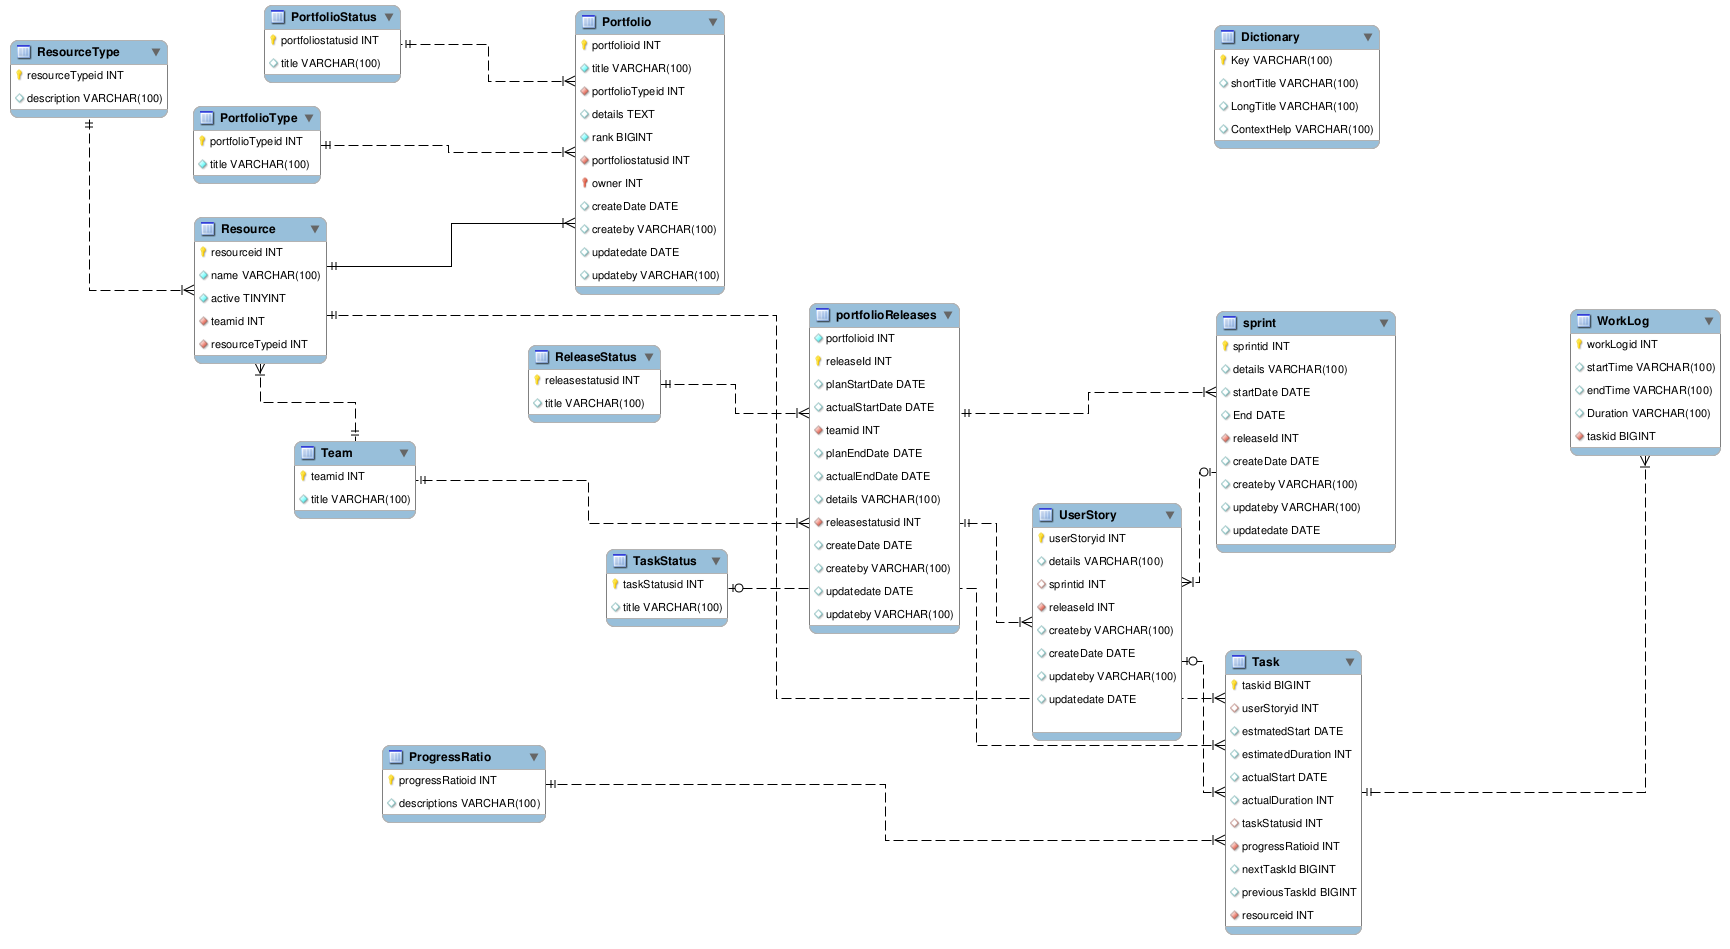 PortfolioStatus
portfoliostatusid INT
title VARCHAR(100)
Portfolio
portfolioid INT
title VARCHAR(100)
portfolioTypeid INT
details TEXT
rank BIGINT
portfoliostatusid INT
owner INT
createDate DATE
createby VARCHAR(100)
updatedate DATE
updateby VARCHAR(100)
Dictionary
Key VARCHAR(100)
shortTitle VARCHAR(100)
LongTitle VARCHAR(100)
ContextHelp VARCHAR(100)
ResourceType
resourceTypeid INT
description VARCHAR(100)
PortfolioType
portfolioTypeid INT
title VARCHAR(100)
Resource
resourceid INT
name VARCHAR(100)
active TINYINT
teamid INT
resourceTypeid INT
portfolioReleases
portfolioid INT
releaseId INT
planStartDate DATE
actualStartDate DATE
teamid INT
planEndDate DATE
actualEndDate DATE
details VARCHAR(100)
releasestatusid INT
createDate DATE
createby VARCHAR(100)
updatedate DATE
updateby VARCHAR(100)
sprint
sprintid INT
details VARCHAR(100)
startDate DATE
End DATE
releaseId INT
createDate DATE
createby VARCHAR(100)
updateby VARCHAR(100)
updatedate DATE
WorkLog
workLogid INT
startTime VARCHAR(100)
endTime VARCHAR(100)
Duration VARCHAR(100)
taskid BIGINT
ReleaseStatus
releasestatusid INT
title VARCHAR(100)
Team
teamid INT
title VARCHAR(100)
UserStory
userStoryid INT
details VARCHAR(100)
sprintid INT
releaseId INT
createby VARCHAR(100)
createDate DATE
updateby VARCHAR(100)
updatedate DATE
TaskStatus
taskStatusid INT
title VARCHAR(100)
Task
taskid BIGINT
userStoryid INT
estmatedStart DATE
estimatedDuration INT
actualStart DATE
actualDuration INT
taskStatusid INT
progressRatioid INT
nextTaskId BIGINT
previousTaskId BIGINT
resourceid INT
ProgressRatio
progressRatioid INT
descriptions VARCHAR(100)